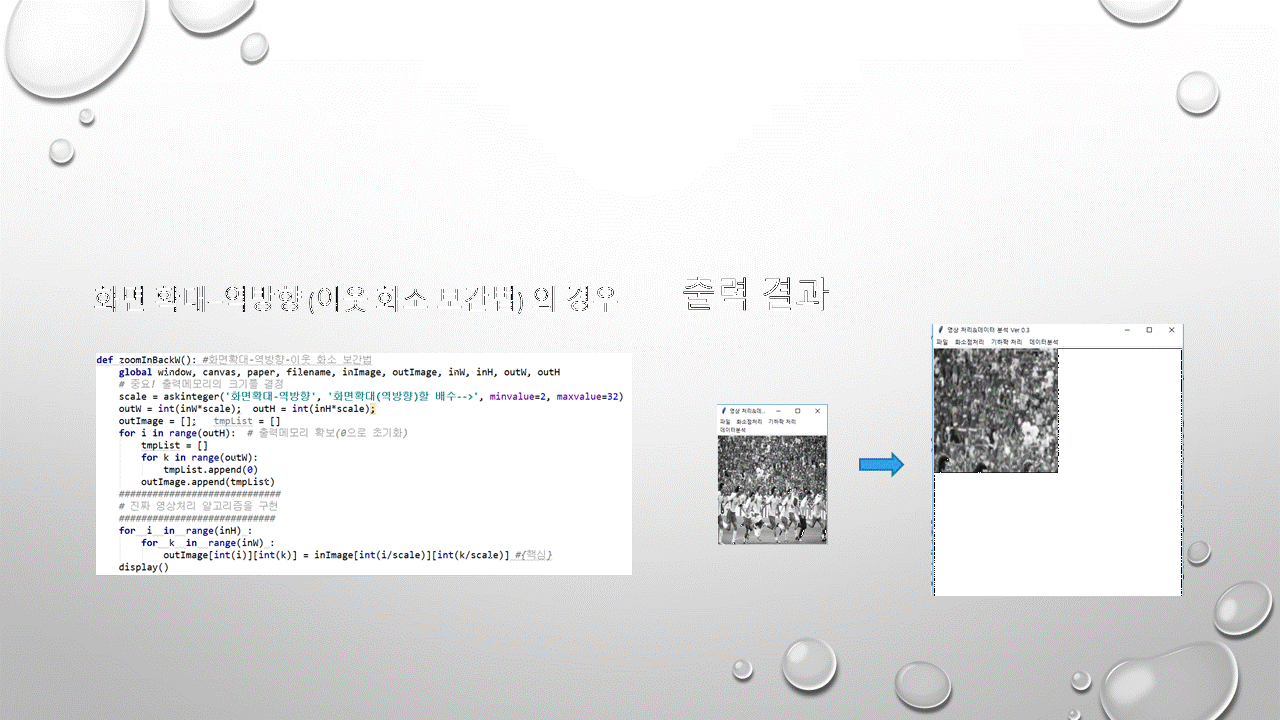 화면 확대-역방향(이웃 화소 보간법) 의 경우
출력 결과
def zoomInBackW(): #화면확대-역방향-이웃 화소 보간법
global window, canvas, paper, filename, inImage, outImage, inW, inH, outW, outH
# 중요! 출력메모리의 크기를 결정
scale = askinteger('화면확대-역방향', '화면확대(역방향)할 배수-->', minvalue=2, maxvalue=32)
outW = int(inW*scale);  outH = int(inH*scale);
outImage = [];   tmpList = []
for i in range(outH):  # 출력메모리 확보(0으로 초기화)
tmpList = []
for k in range(outW):
tmpList.append(0)
outImage.append(tmpList)
#############################
# 진짜 영상처리 알고리즘을 구현
############################
for  i  in  range(inH) :
for  k  in  range(inW) :
outImage[int(i)][int(k)] = inImage[int(i/scale)][int(k/scale)] #{핵심}
display()
영상 처리&데...
파일 화소점처리 기하학 처리
데이터분석
영상 처리&데이터 분석 Ver 0.3
파일 화소점처리 기하학 처리 데이터분석